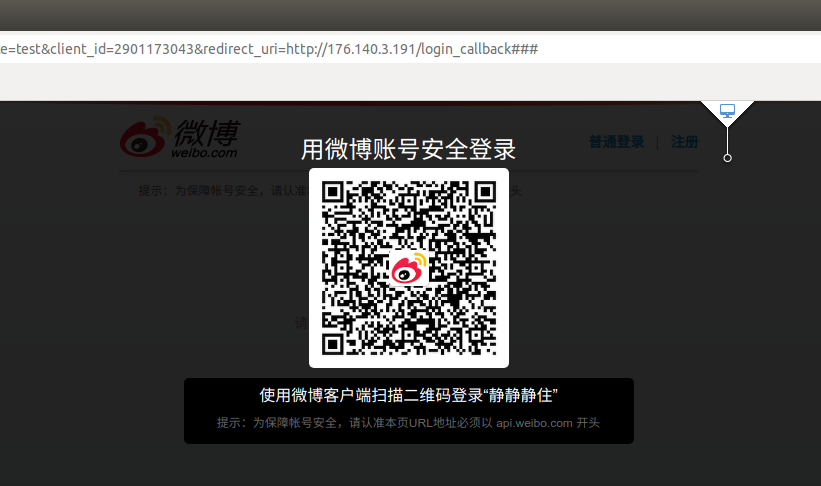 e=test&client_id=2901173043&redirect_uri=http://176.140.3.191/login_callback###
微博
weibo.com
普通登录 | 注册
用微博账号安全登录
提示：为保障帐号安全，请认准
头
请
使用微博客户端扫描二维码登录“静静静住”
提示：为保障帐号安全，请认准本页URL地址必须以 api.weibo.com 开头